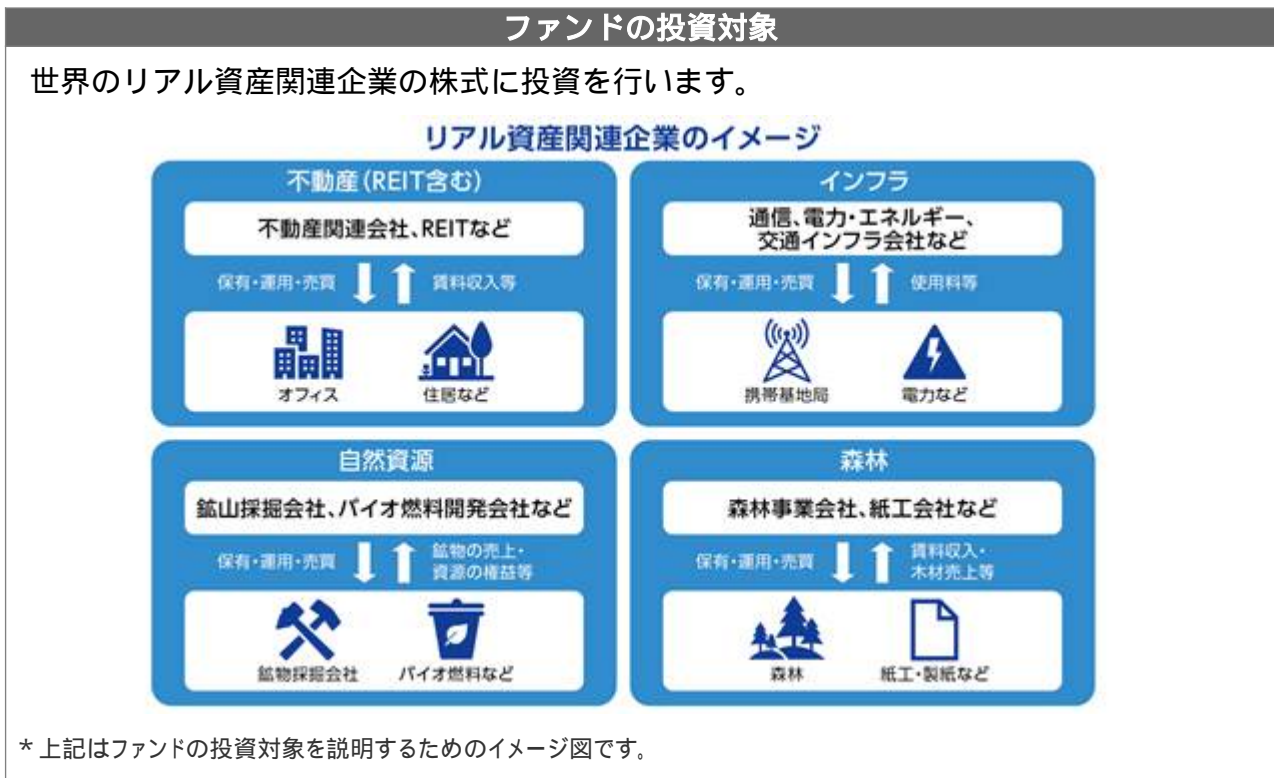 ファンドの投資対象
世界のリアル資産関連企業の株式に投資を行います。
リアル資産関連企業のイメージ
不動産(REIT含む)
不動産関連会社、REITなど
保有・運用・売買
賃料収入等
オフィス
住居など
インフラ
通信、電力・エネルギー、
交通インフラ会社など
保有・運用・売買
使用料等
携帯基地局
電力など
自然資源
鉱山採掘会社、バイオ燃料開発会社など
保有・運用・売買
鉱物の売上・
資源の権益等
鉱物採掘会社
バイオ燃料など
森林
森林事業会社、紙工会社など
保有・運用・売買
賃料収入・
木材売上等
森林
紙工・製紙など
*上記はファンドの投資対象を説明するためのイメージ図です。